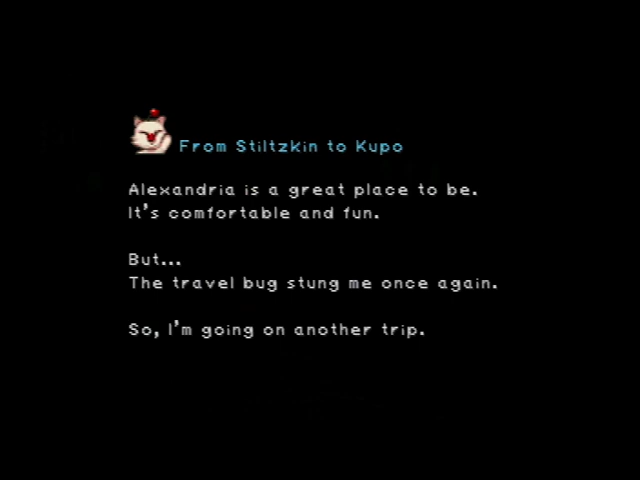 From Stiltzkin to Kupo
Alexandria is a great place to be.
It's comfortable and fun.
But...
The travel bug stung me once again.
So, I'm going on another trip.